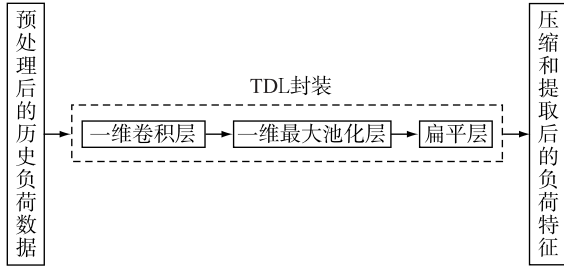 预处理后的历史负荷数据
TDL封装
一维卷积层
一维最大池化层
扁平层
压缩和提取后的负荷特征